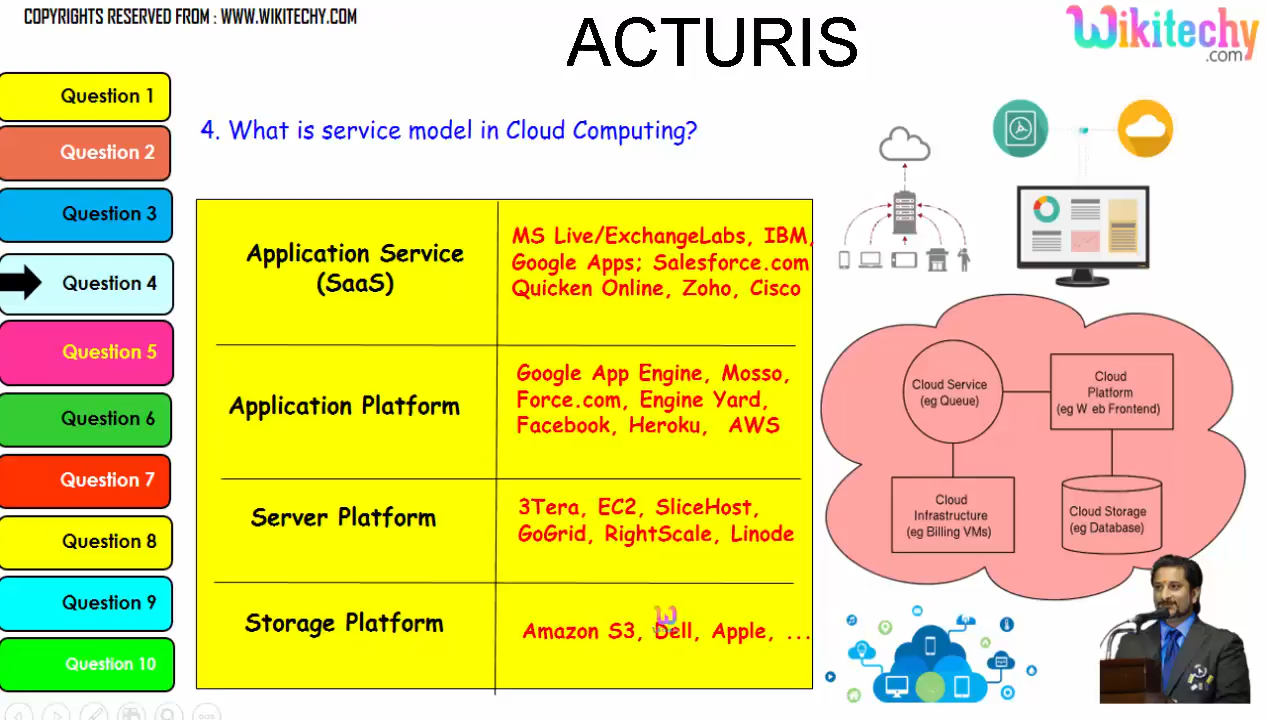 COPYRIGHTS RESERVED FROM : WWW.WIKITECHY.COM
ACTURIS
Wikitechy
.com
Question 1
Question 2
Question 3
Question 4
Question 5
Question 6
Question 7
Question 8
Question 9
Question 10
4. What is service model in Cloud Computing?
Application Service
(SaaS)
MS Live/ExchangeLabs, IBM,
Google Apps; Salesforce.com
Quicken Online, Zoho, Cisco
Application Platform
Google App Engine, Mosso,
Force.com, Engine Yard,
Facebook, Heroku, AWS
Server Platform
3Tera, EC2, SliceHost,
GoGrid, RightScale, Linode
Storage Platform
Amazon S3, Dell, Apple, ...
Cloud Service
(eg Queue)
Cloud
Platform
(eg W eb Frontend)
Cloud
Infrastructure
(eg Billing VMs)
Cloud Storage
(eg Database)